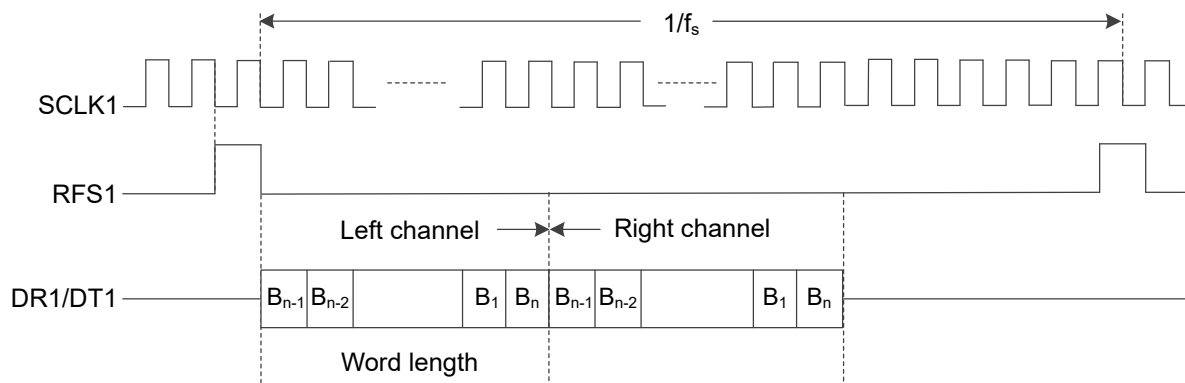 1/fs
SCLK1
RFS1
Left channel Right channel
DR1/DT1 Bn-1 Bn-2 B1 Bn Bn-1 Bn-2 B1 Bn
Word length